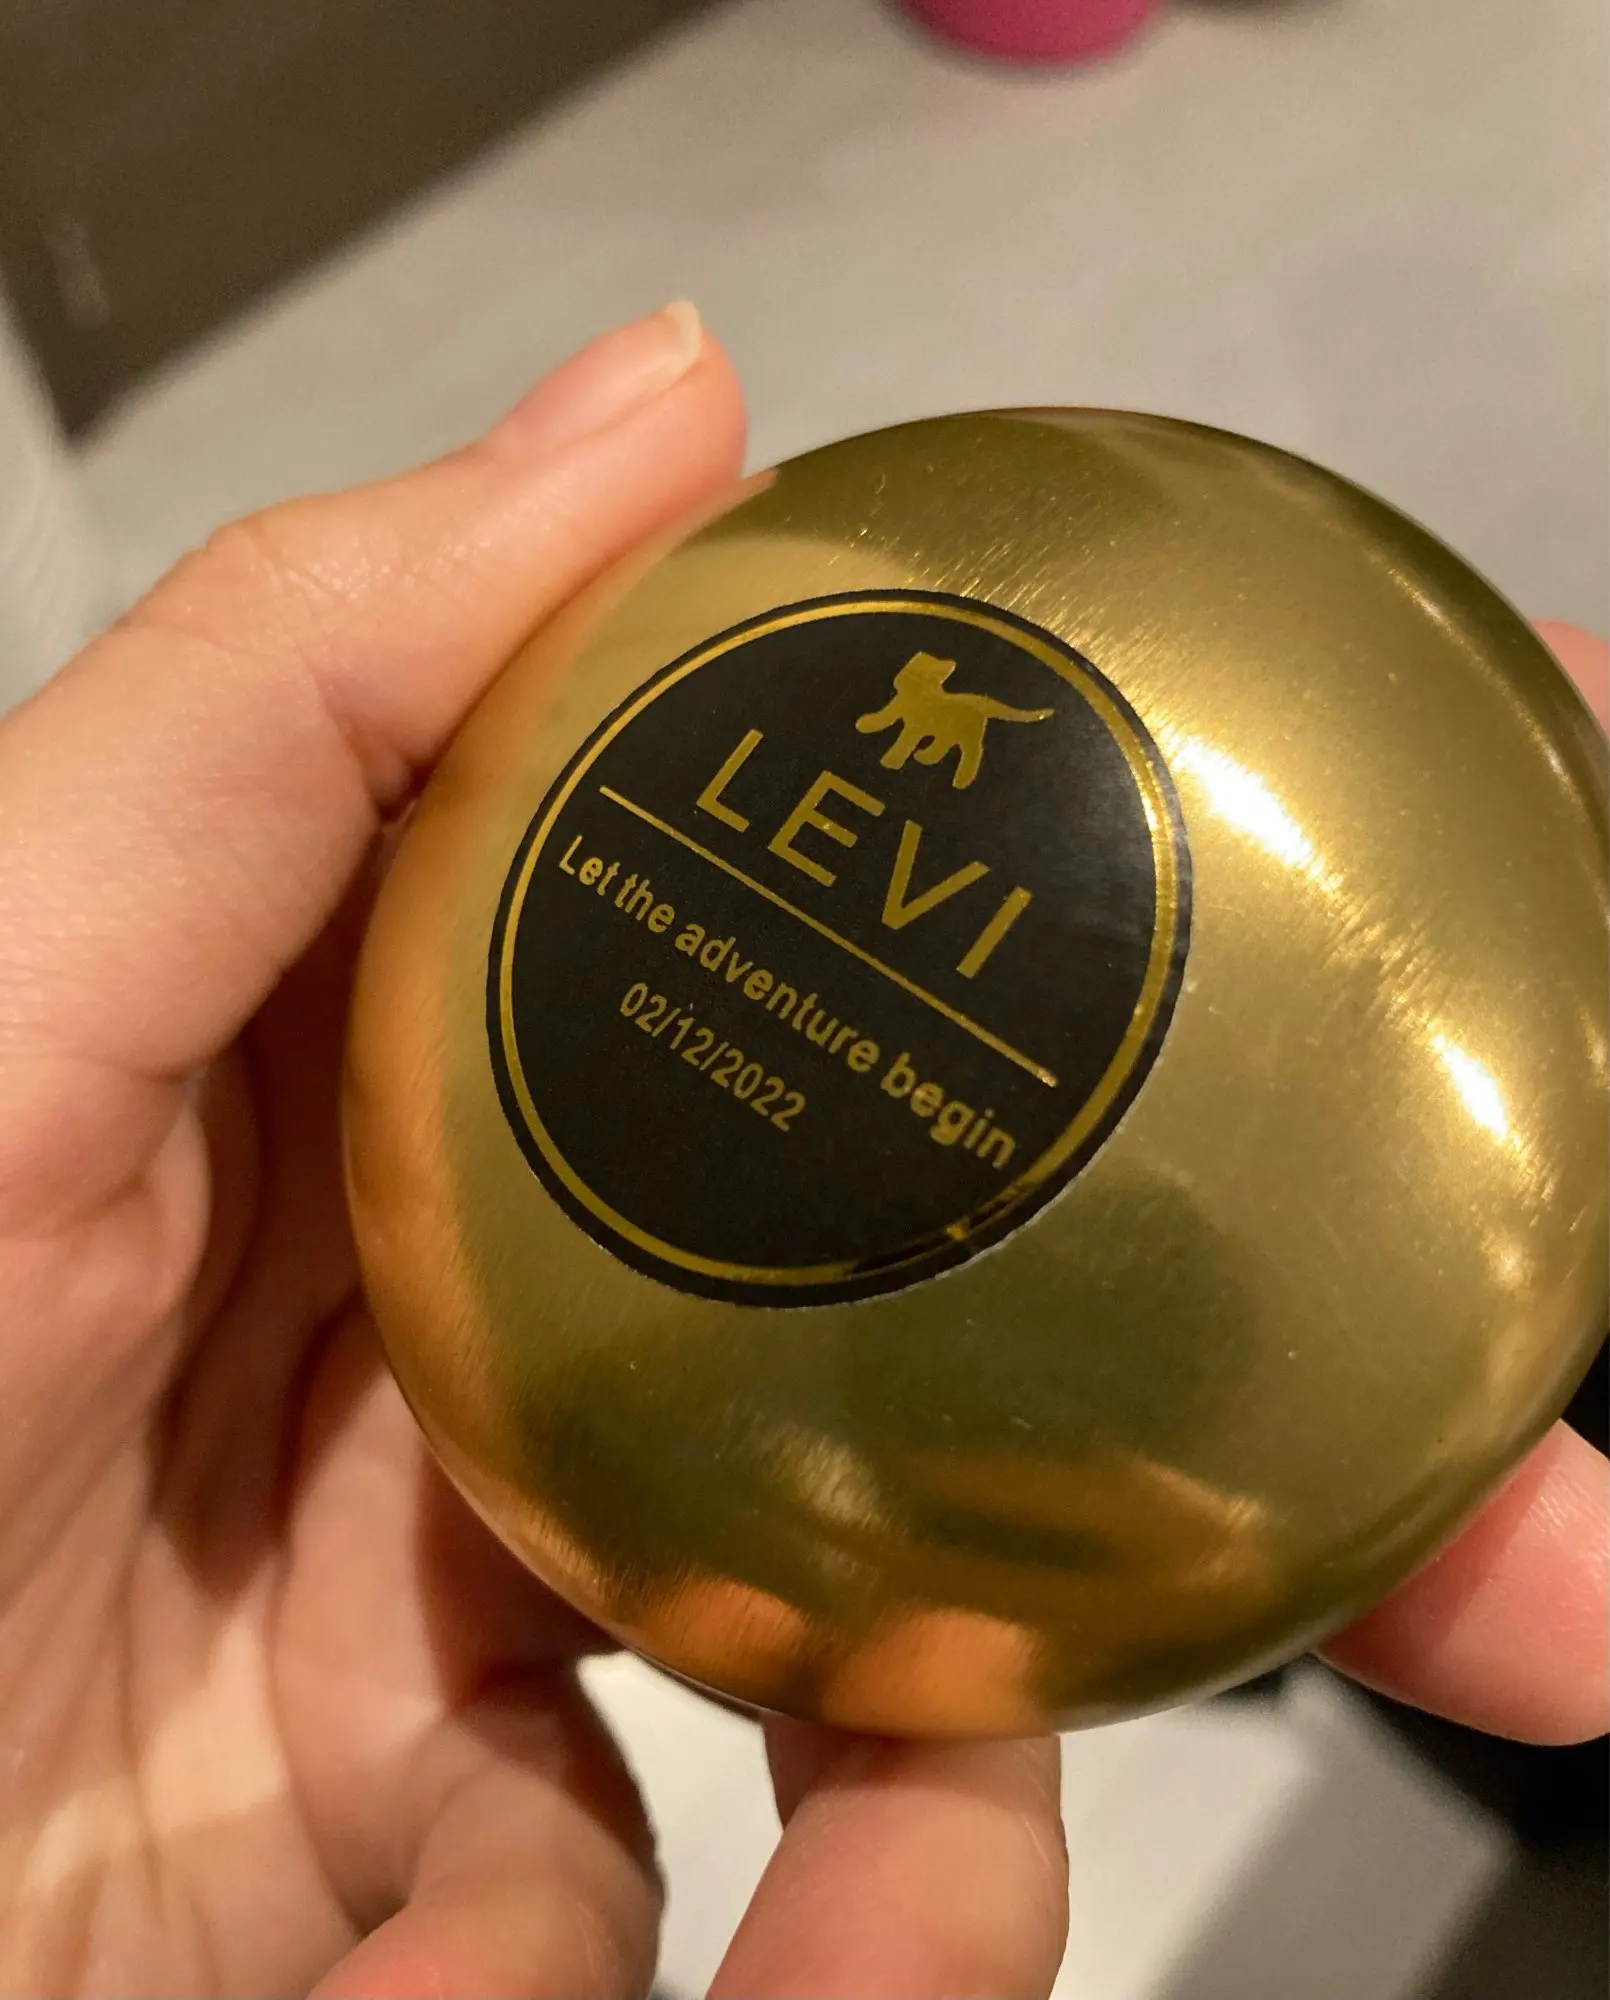 LEVI
Let the adventure begin
02/12/2022